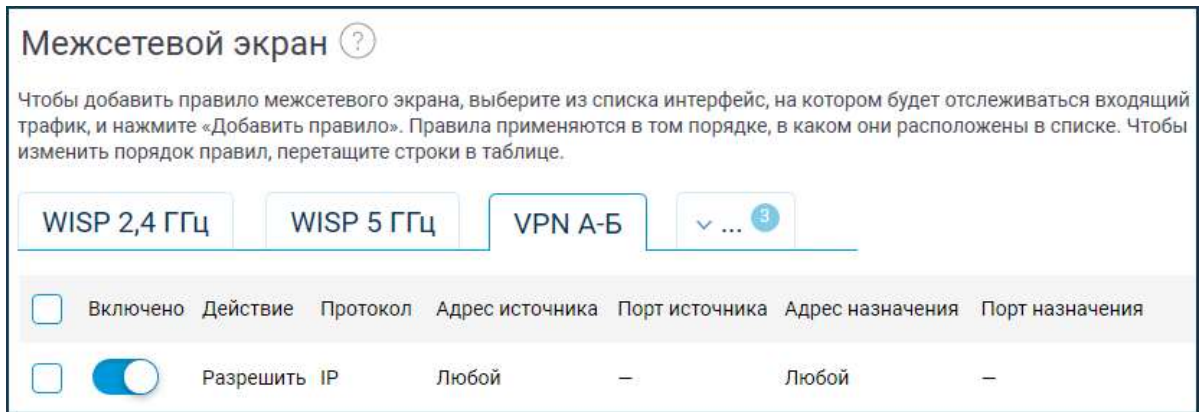 Межсетевой экран ?
Чтобы добавить правило межсетевого экрана, выберите из списка интерфейс, на котором будет отслеживаться входящий
трафик, и нажмите «Добавить правило». Правила применяются в том порядке, в каком они расположены в списке. Чтобы
изменить порядок правил, перетащите строки в таблице.
WISP 2,4 ГГц WISP 5 ГГц VPN А-Б ... 3
Включено Действие Протокол Адрес источника Порт источника Адрес назначения Порт назначения
Разрешить IP Любой — Любой —